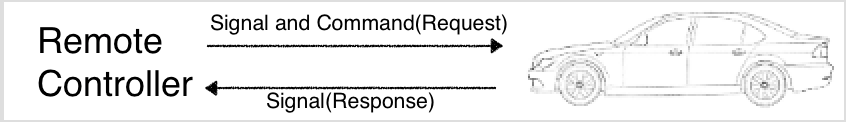 Remote
Controller
Signal and Command(Request)
Signal(Response)